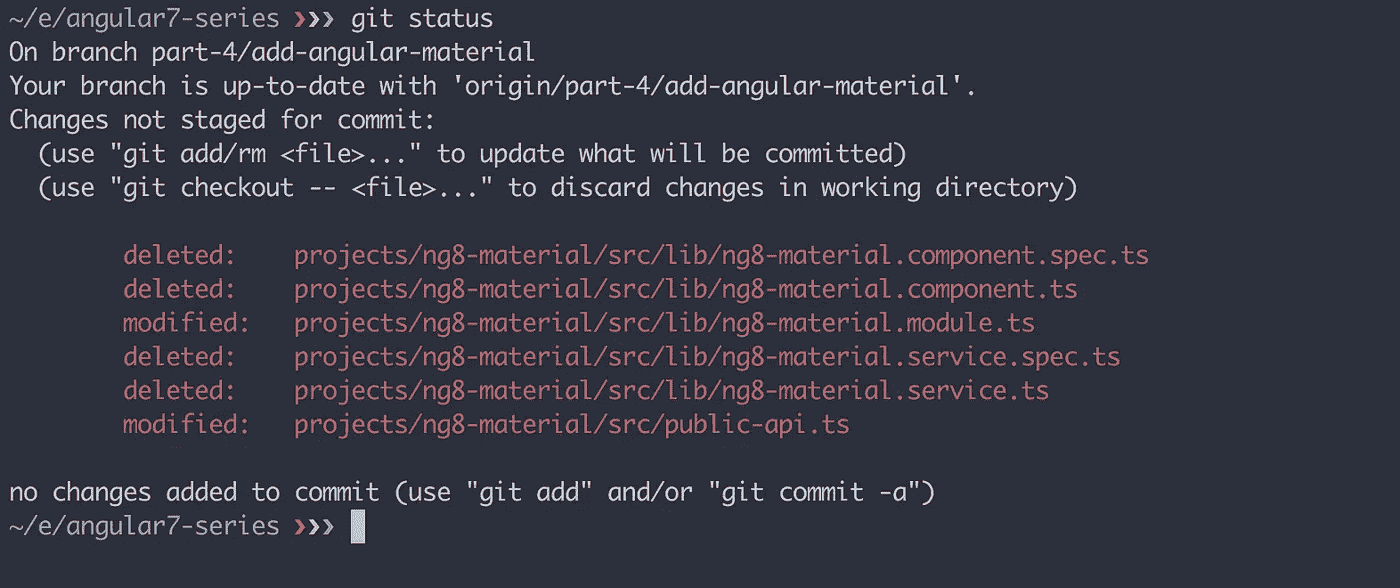 ~/e/angular7-series ❯❯❯ git status
On branch part-4/add-angular-material
Your branch is up-to-date with 'origin/part-4/add-angular-material'.
Changes not staged for commit:
  (use "git add/rm <file>..." to update what will be committed)
  (use "git checkout -- <file>..." to discard changes in working directory)
        deleted:    projects/ng8-material/src/lib/ng8-material.component.spec.ts
        deleted:    projects/ng8-material/src/lib/ng8-material.component.ts
        modified:   projects/ng8-material/src/lib/ng8-material.module.ts
        deleted:    projects/ng8-material/src/lib/ng8-material.service.spec.ts
        deleted:    projects/ng8-material/src/lib/ng8-material.service.ts
        modified:   projects/ng8-material/src/public-api.ts
no changes added to commit (use "git add" and/or "git commit -a")
~/e/angular7-series ❯❯❯